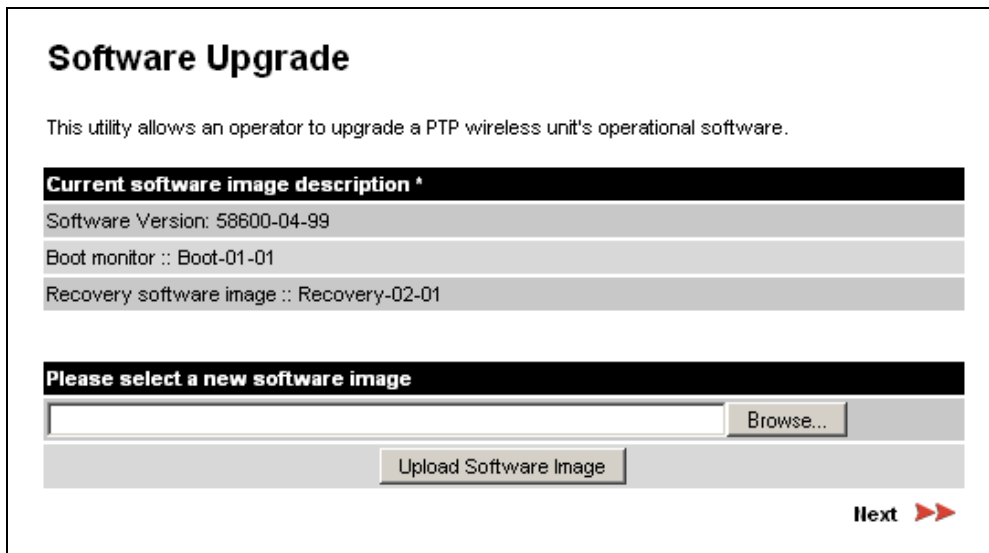 Software Upgrade
This utility allows an operator to upgrade a PTP wireless unit's operational software.
Current software image description *
Software Version: 58600-04-99
Boot monitor :: Boot-01-01
Recovery software image :: Recovery-02-01
Please select a new software image
Browse...
Upload Software Image
Next